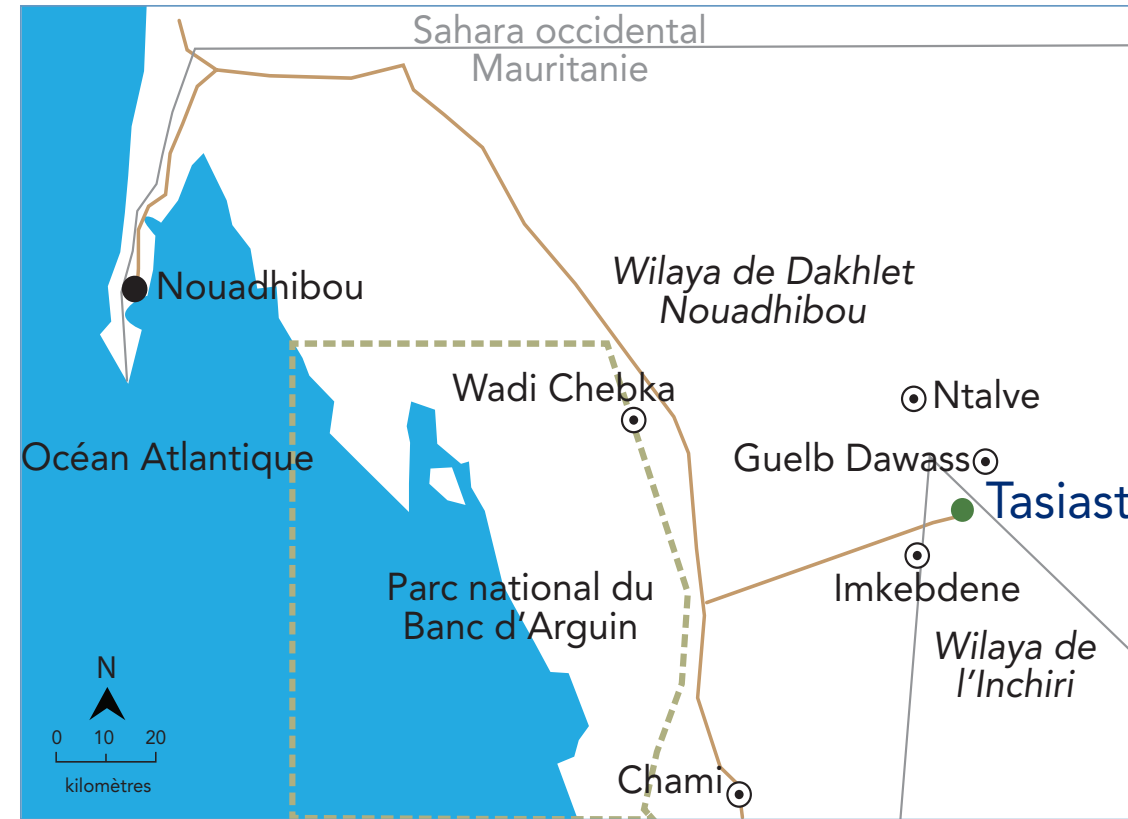 Sahara occidental
Mauritanie
Wilaya de Dakhlet
Nouadhibou
Nouadhibou
Wadi Chebka
Ntalve
Océan Atlantique
Guelb Dawass
Tasiast
Parc national du
Banc d'Arguin
Imkebdene
Wilaya de
l'Inchiri
N
0 10 20
kilomètres
Chami